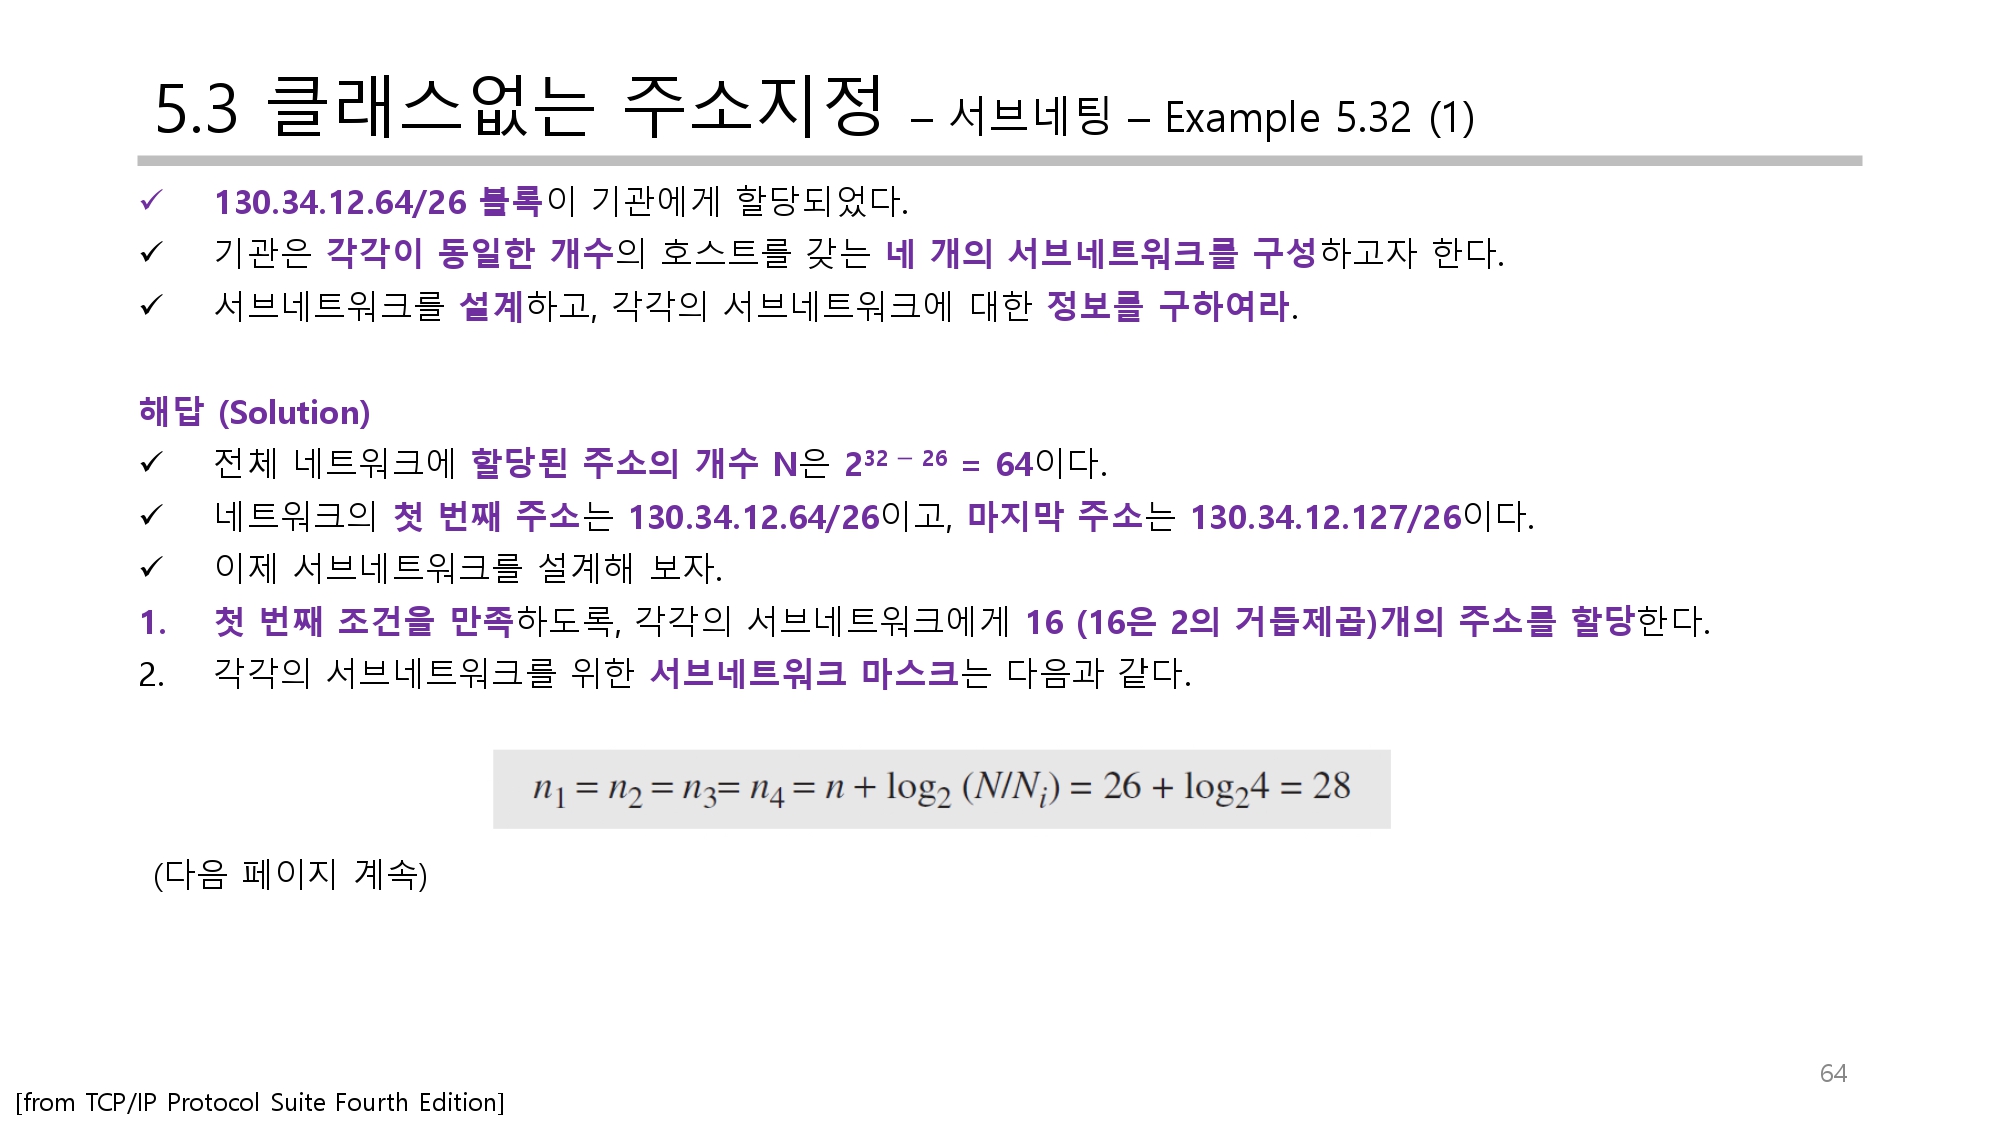 5.3 클래스없는 주소지정 – 서브네팅 – Example 5.32 (1)
✓ 130.34.12.64/26 블록이 기관에게 할당되었다.
✓ 기관은 각각이 동일한 개수의 호스트를 갖는 네 개의 서브네트워크를 구성하고자 한다.
✓ 서브네트워크를 설계하고, 각각의 서브네트워크에 대한 정보를 구하여라.
해답 (Solution)
✓ 전체 네트워크에 할당된 주소의 개수 N은 2³² ⁻ ²⁶ = 64이다.
✓ 네트워크의 첫 번째 주소는 130.34.12.64/26이고, 마지막 주소는 130.34.12.127/26이다.
✓ 이제 서브네트워크를 설계해 보자.
1. 첫 번째 조건을 만족하도록, 각각의 서브네트워크에게 16 (16은 2의 거듭제곱)개의 주소를 할당한다.
2. 각각의 서브네트워크를 위한 서브네트워크 마스크는 다음과 같다.
n₁ = n₂ = n₃= n₄ = n + log₂ (N/Nᵢ) = 26 + log₂4 = 28
(다음 페이지 계속)
64
[from TCP/IP Protocol Suite Fourth Edition]